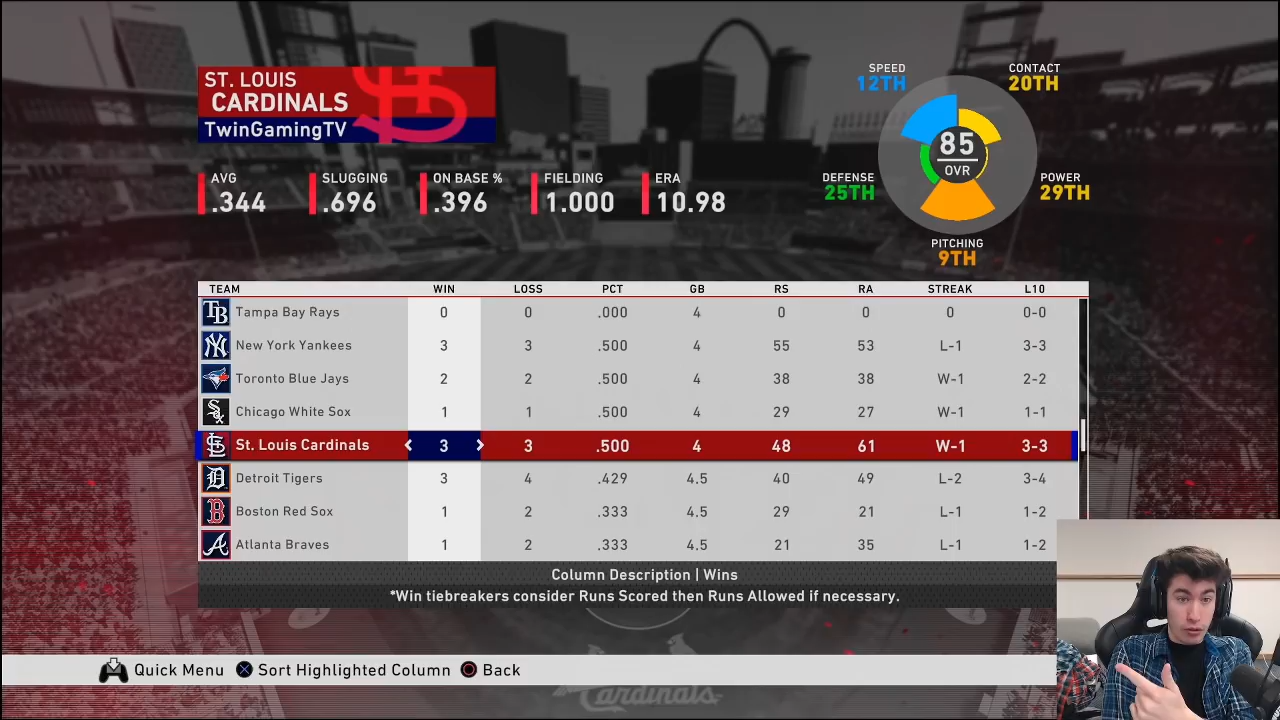 ST. LOUIS
CARDINALS
TwinGamingTV
AVG
.344
SLUGGING
.696
ON BASE %
.396
FIELDING
1.000
ERA
10.98
SPEED
12TH
CONTACT
20TH
85
OVR
DEFENSE
25TH
POWER
29TH
PITCHING
9TH
TEAM WIN LOSS PCT GB RS RA STREAK L10
Tampa Bay Rays 0 0 .000 4 0 0 0 0-0
New York Yankees 3 3 .500 4 55 53 L-1 3-3
Toronto Blue Jays 2 2 .500 4 38 38 W-1 2-2
Chicago White Sox 1 1 .500 4 29 27 W-1 1-1
St. Louis Cardinals 3 3 .500 4 48 61 W-1 3-3
Detroit Tigers 3 4 .429 4.5 40 49 L-2 3-4
Boston Red Sox 1 2 .333 4.5 29 21 L-1 1-2
Atlanta Braves 1 2 .333 4.5 21 35 L-1 1-2
Column Description | Wins
*Win tiebreakers consider Runs Scored then Runs Allowed if necessary.
Quick Menu Sort Highlighted Column Back
Cardinals